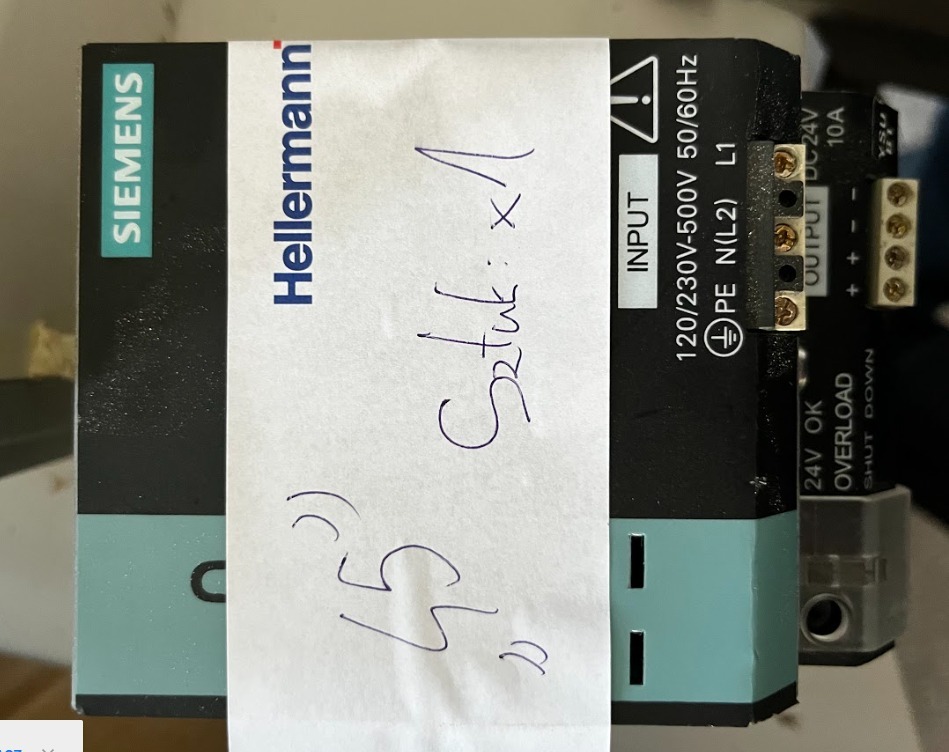 SIEMENS
Hellermann
45
Sztuk: x1
INPUT
120/230V-500V 50/60Hz
PE N(L2) L1
OUTPUT DC 24V
10A
+ + - -
24V OK
OVERLOAD
SHUT DOWN